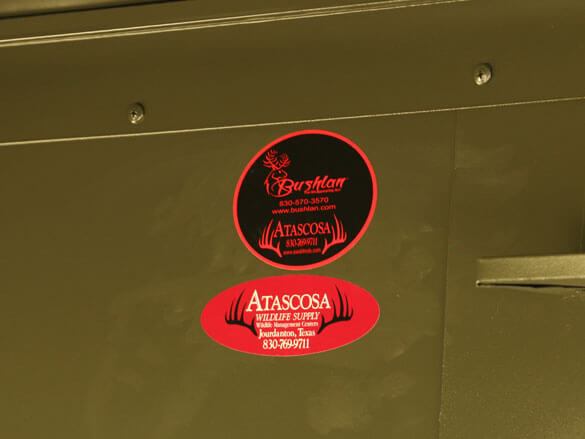 Bushlan
830-570-3570
www.bushlan.com
ATASCOSA
830-769-9711
ATASCOSA
WILDLIFE SUPPLY
Wildlife Management Centers
Jourdanton, Texas
830-769-9711